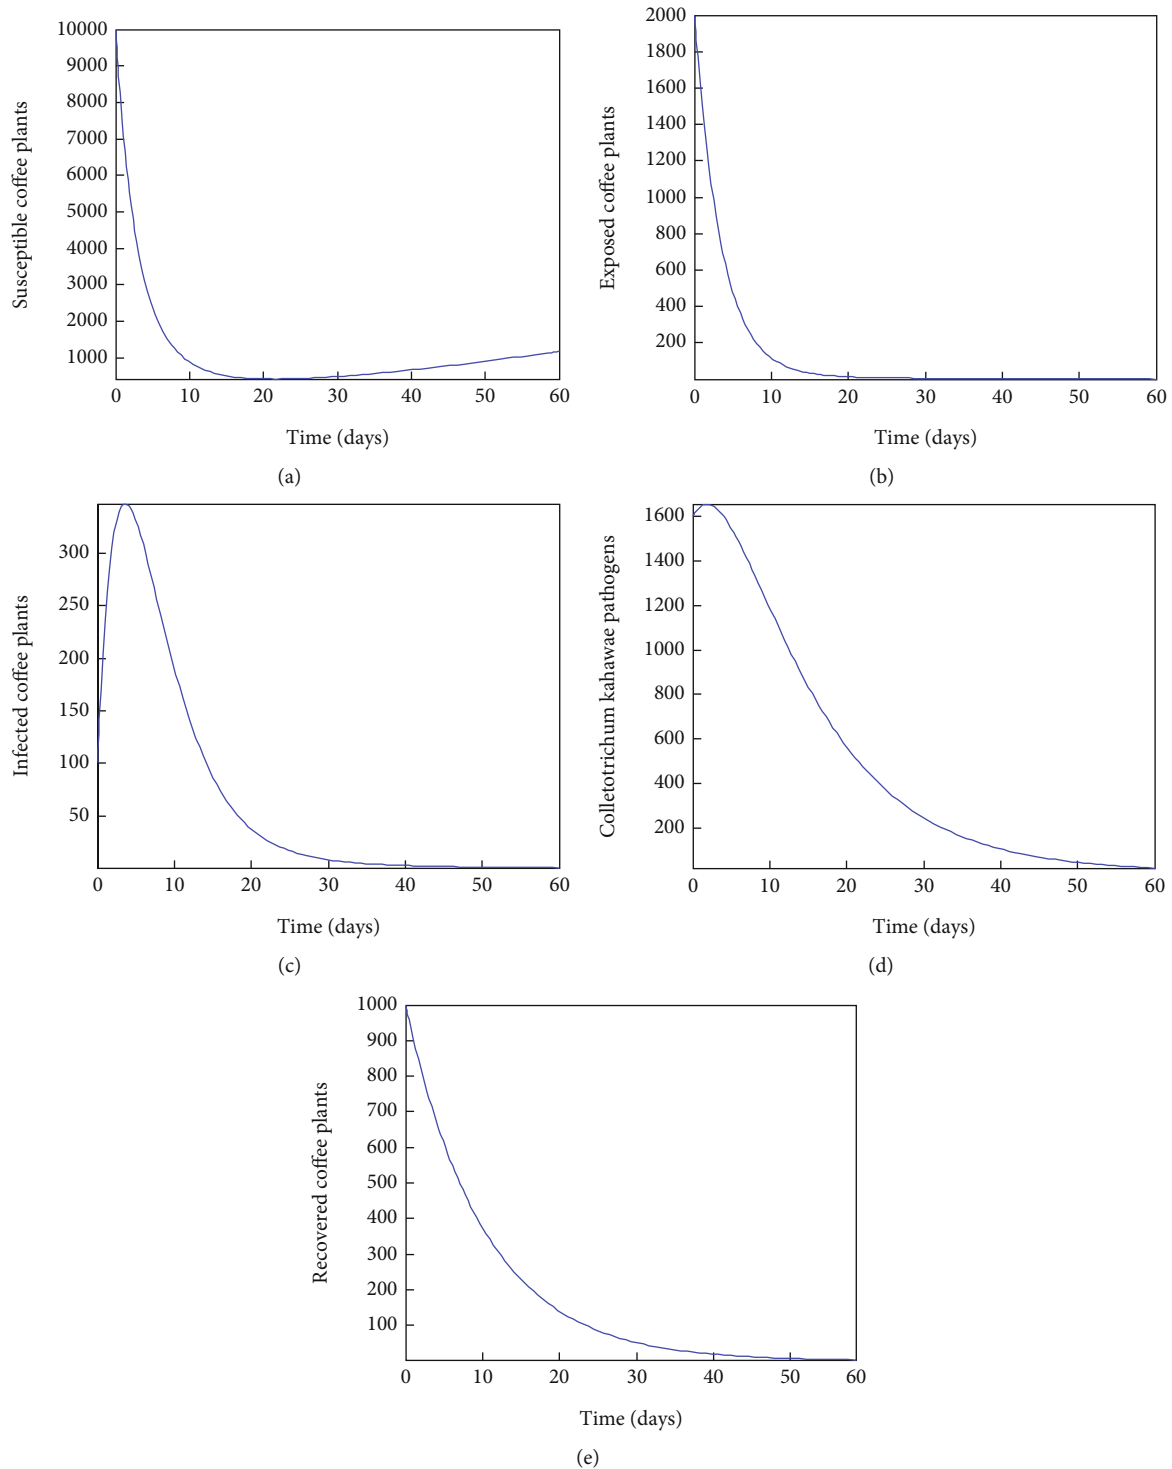 10000
9000
8000
7000
6000
5000
4000
3000
2000
1000
0 10 20 30 40 50 60
Susceptible coffee plants
Time (days)
(a)
2000
1800
1600
1400
1200
1000
800
600
400
200
0 10 20 30 40 50 60
Exposed coffee plants
Time (days)
(b)
300
250
200
150
100
50
0 10 20 30 40 50 60
Infected coffee plants
Time (days)
(c)
1600
1400
1200
1000
800
600
400
200
0 10 20 30 40 50 60
Colletotrichum kahawae pathogens
Time (days)
(d)
1000
900
800
700
600
500
400
300
200
100
0 10 20 30 40 50 60
Recovered coffee plants
Time (days)
(e)